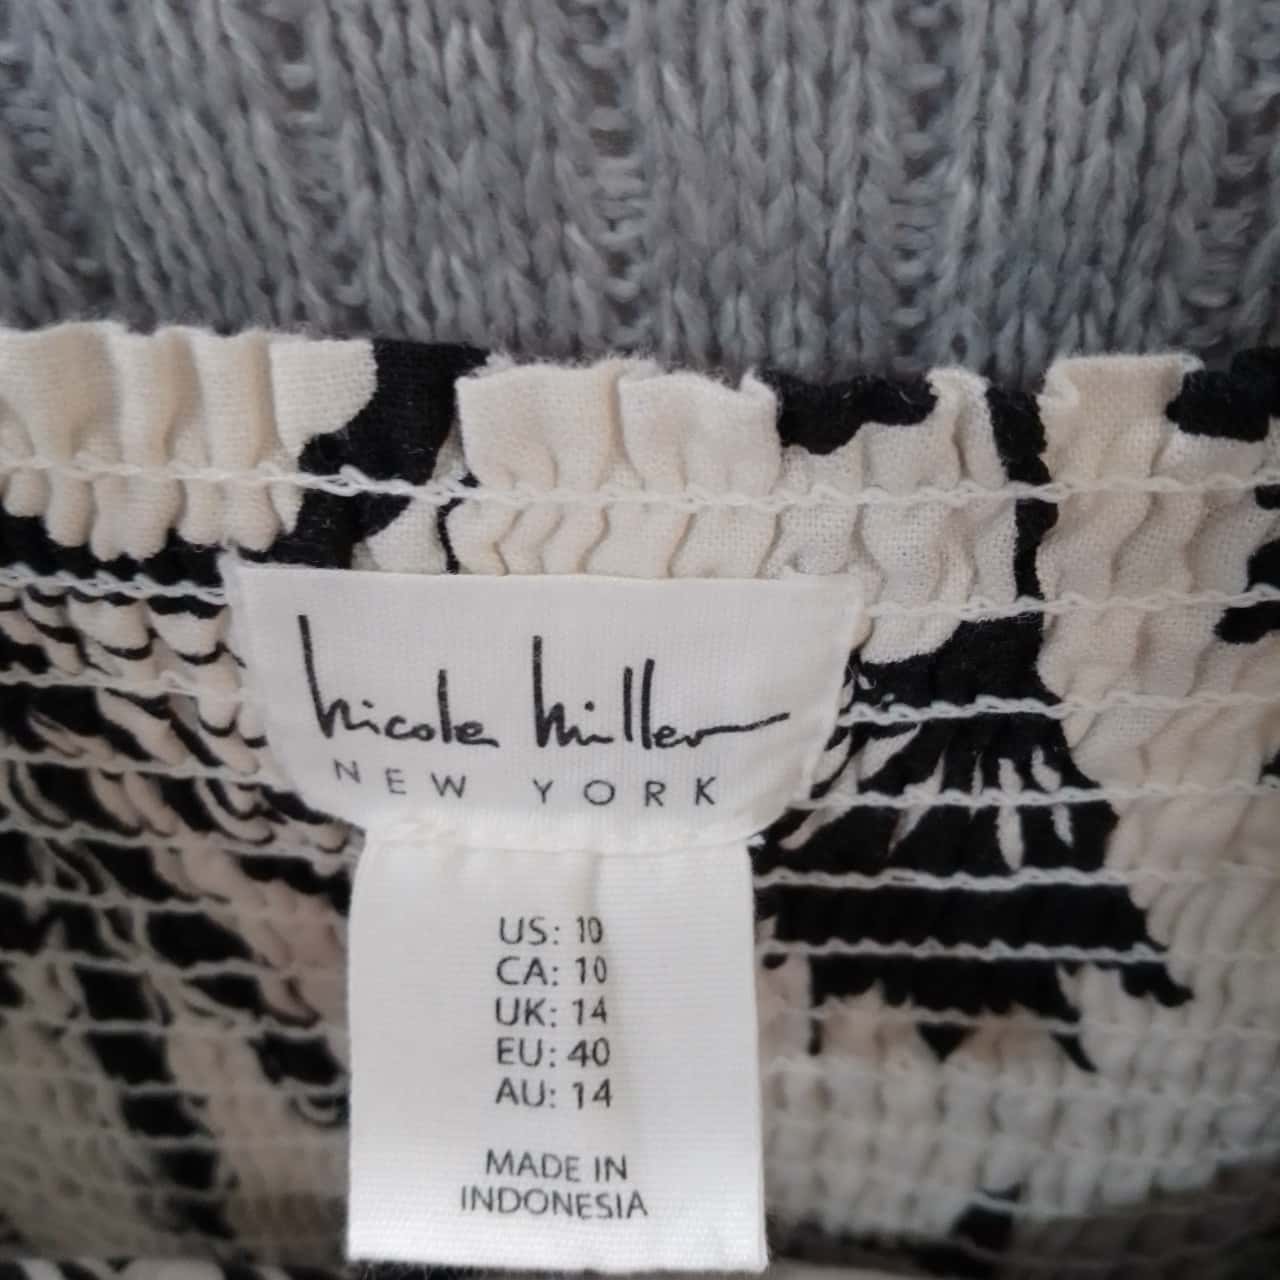 nicole miller
NEW YORK
US: 10
CA: 10
UK: 14
EU: 40
AU: 14
MADE IN
INDONESIA